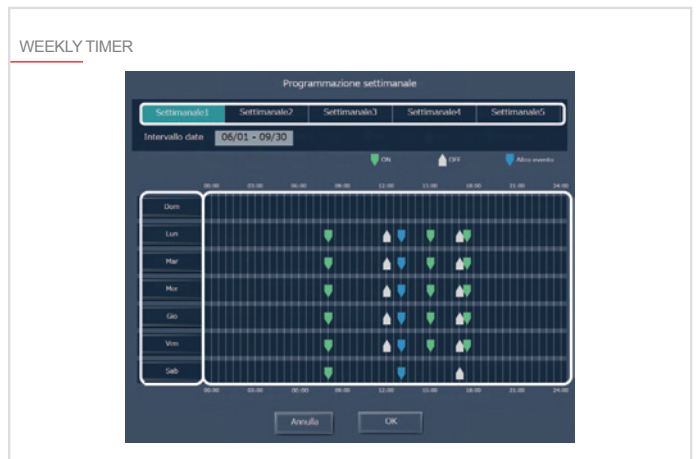 WEEKLY TIMER
Programmazione settimanale
Settimanale1 Settimanale2 Settimanale3 Settimanale4 Settimanale5
Intervallo date 06/01 - 09/30
ON OFF Altro evento
00:00 03:00 06:00 09:00 12:00 15:00 18:00 21:00 24:00
Dom
Lun
Mar
Mer
Gio
Ven
Sab
00:00 03:00 06:00 09:00 12:00 15:00 18:00 21:00 24:00
Annulla OK